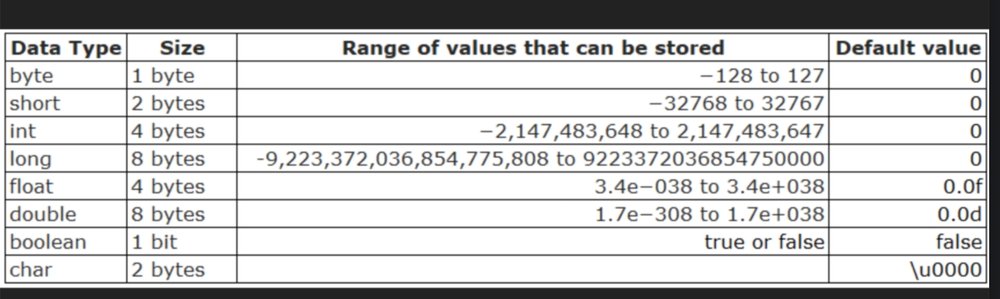 Data Type Size Range of values that can be stored Default value
byte 1 byte −128 to 127 0
short 2 bytes −32768 to 32767 0
int 4 bytes −2,147,483,648 to 2,147,483,647 0
long 8 bytes -9,223,372,036,854,775,808 to 9223372036854750000 0
float 4 bytes 3.4e−038 to 3.4e+038 0.0f
double 8 bytes 1.7e−308 to 1.7e+038 0.0d
boolean 1 bit true or false false
char 2 bytes \u0000